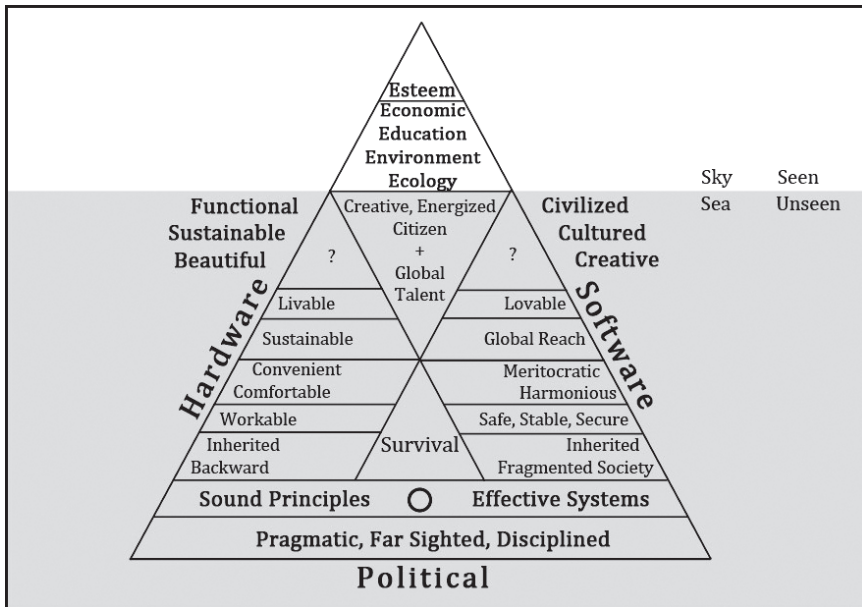 Esteem
Economic
Education
Environment
Ecology
Sky Seen
Sea Unseen
Functional
Sustainable
Beautiful
Creative, Energized
Citizen
+
Global
Talent
Civilized
Cultured
Creative
?
?
Hardware
Software
Livable
Lovable
Sustainable
Global Reach
Convenient
Comfortable
Meritocratic
Harmonious
Workable
Safe, Stable, Secure
Inherited
Backward
Survival
Inherited
Fragmented Society
Sound Principles
Effective Systems
Pragmatic, Far Sighted, Disciplined
Political